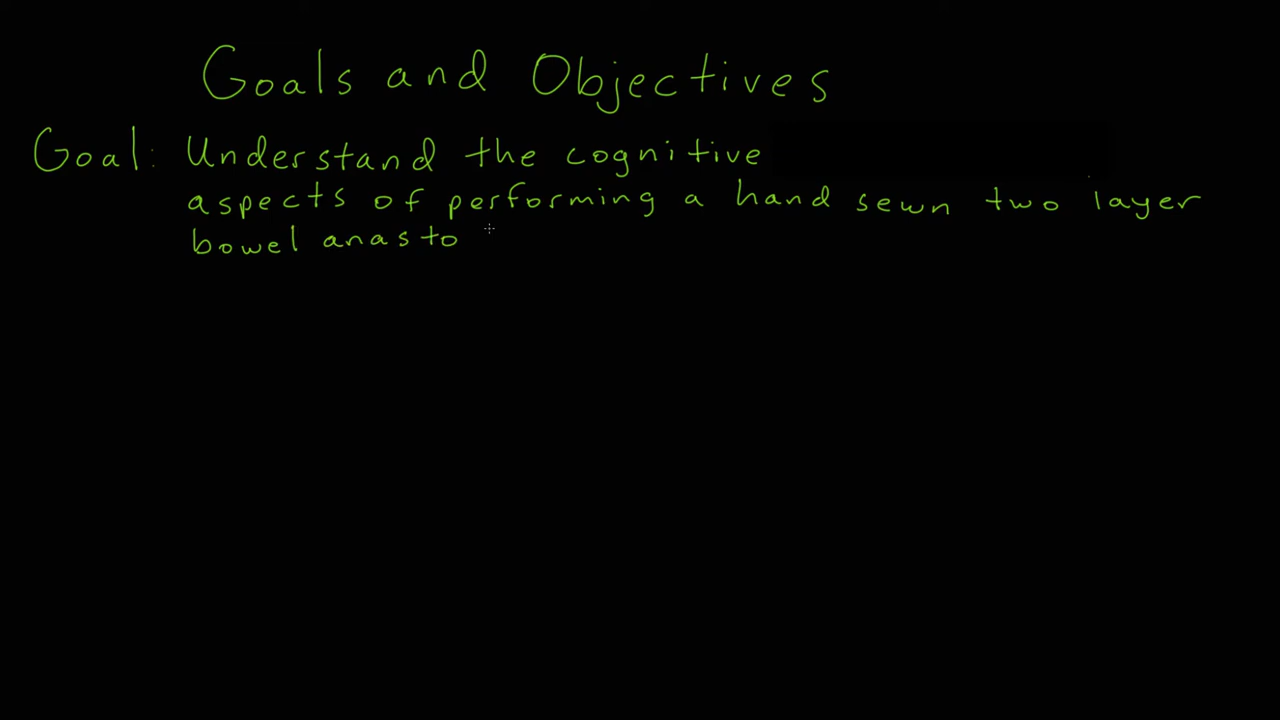 Goals and Objectives
Goal: Understand the cognitive
aspects of performing a hand sewn two layer
bowel anasto